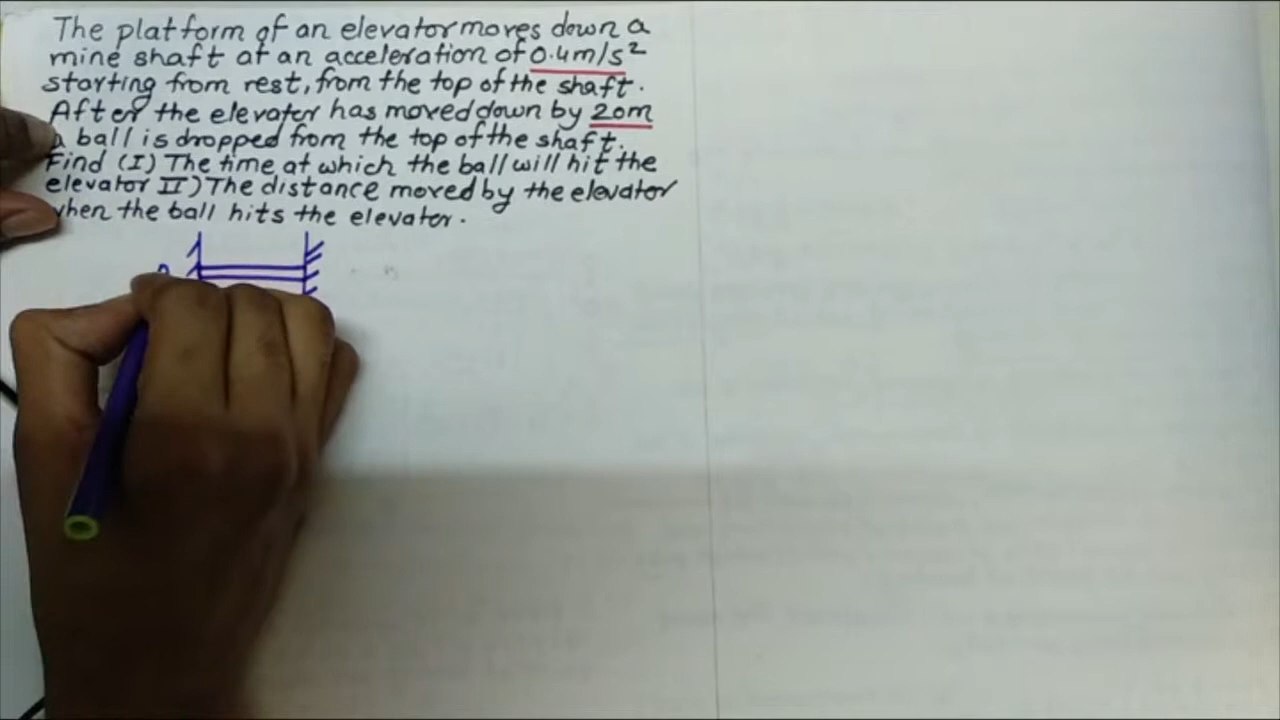 The platform of an elevator moves down a
mine shaft at an acceleration of 0.4m/s²
starting from rest, from the top of the shaft.
After the elevater has moved down by 20m
a ball is dropped from the top of the shaft.
Find (I) The time at which the ball will hit the
elevator II) The distance moved by the elevator
when the ball hits the elevator.